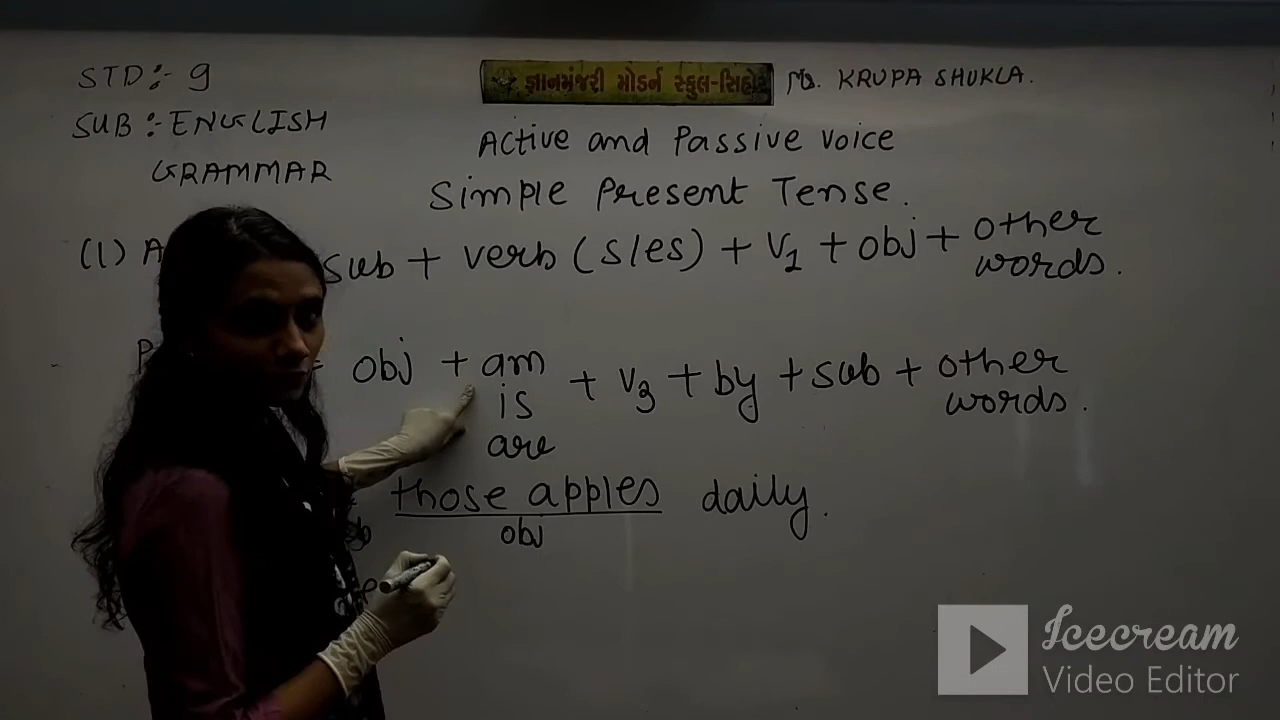 STD:- 9
જ્ઞાનમંજરી મોડર્ન સ્કુલ-સિહોર
Ms. KRUPA SHUKLA.
SUB :- ENGLISH
GRAMMAR
Active and Passive Voice
Simple Present Tense.
(1) A
sub + verb (s/es) + V1 + obj + other words.
P
= obj + am is are + V3 + by + sub + other words.
those apples daily.
obj
Icecream
Video Editor